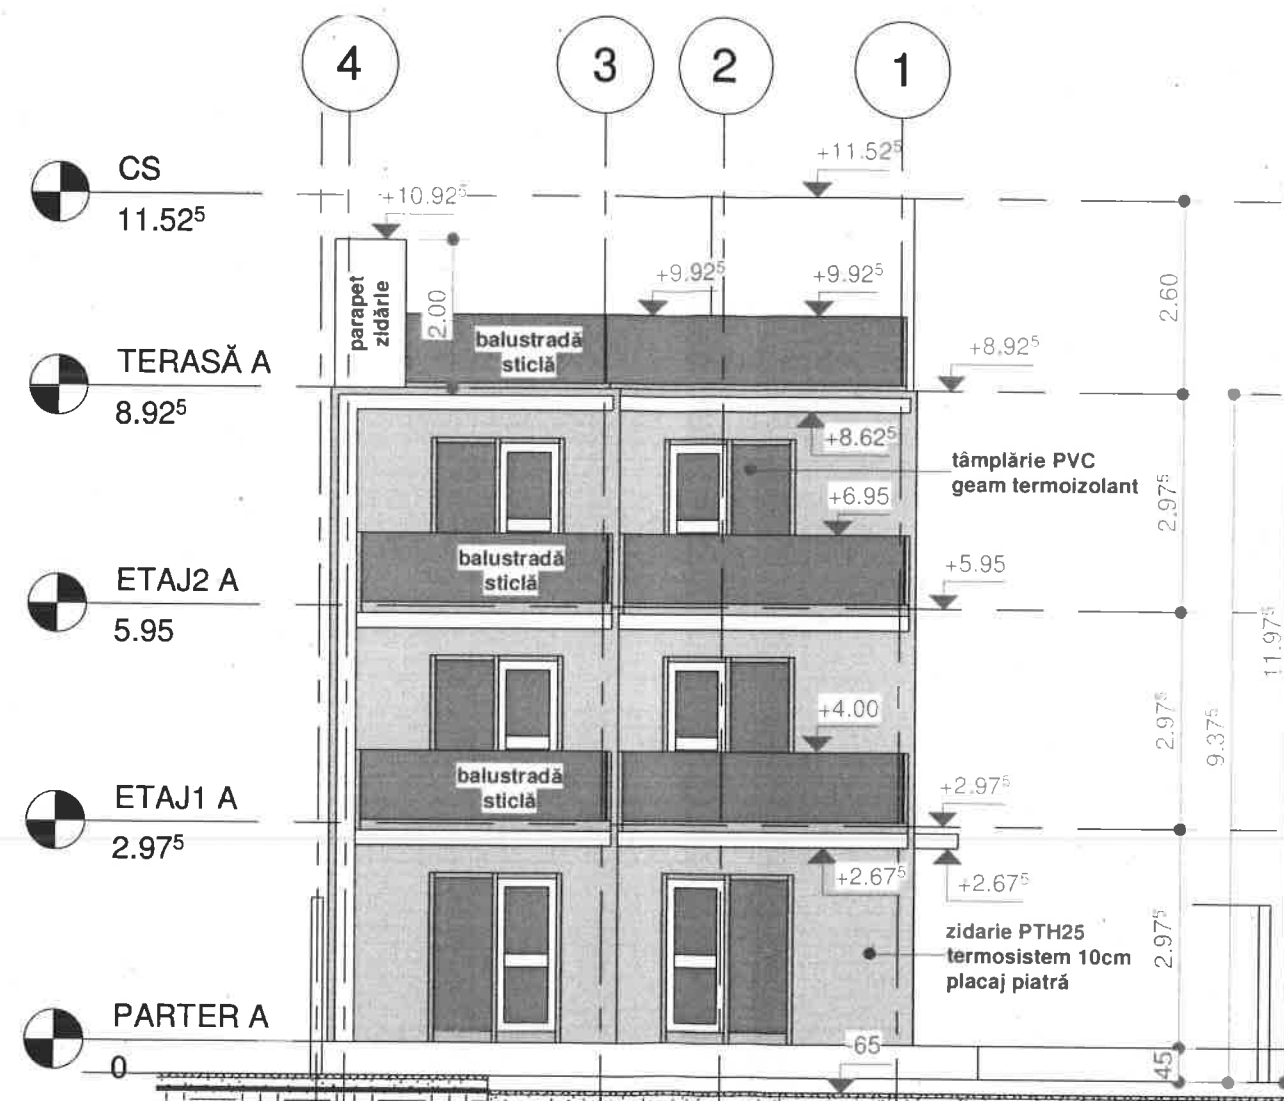 4
3
2
1
CS
11.52⁵
+11.52⁵
+10.92⁵
parapet
zidărie
2.00
+9.92⁵
+9.92⁵
2.60
balustradă
sticlă
TERASĂ A
8.92⁵
+8.92⁵
+8.62⁵
tâmplărie PVC
geam termoizolant
+6.95
2.97⁵
balustradă
sticlă
ETAJ2 A
5.95
+5.95
11.97⁵
+4.00
2.97⁵
9.37⁵
balustradă
sticlă
ETAJ1 A
2.97⁵
+2.97⁵
+2.67⁵
+2.67⁵
zidarie PTH25
termosistem 10cm
placaj piatră
2.97⁵
PARTER A
0
65
45